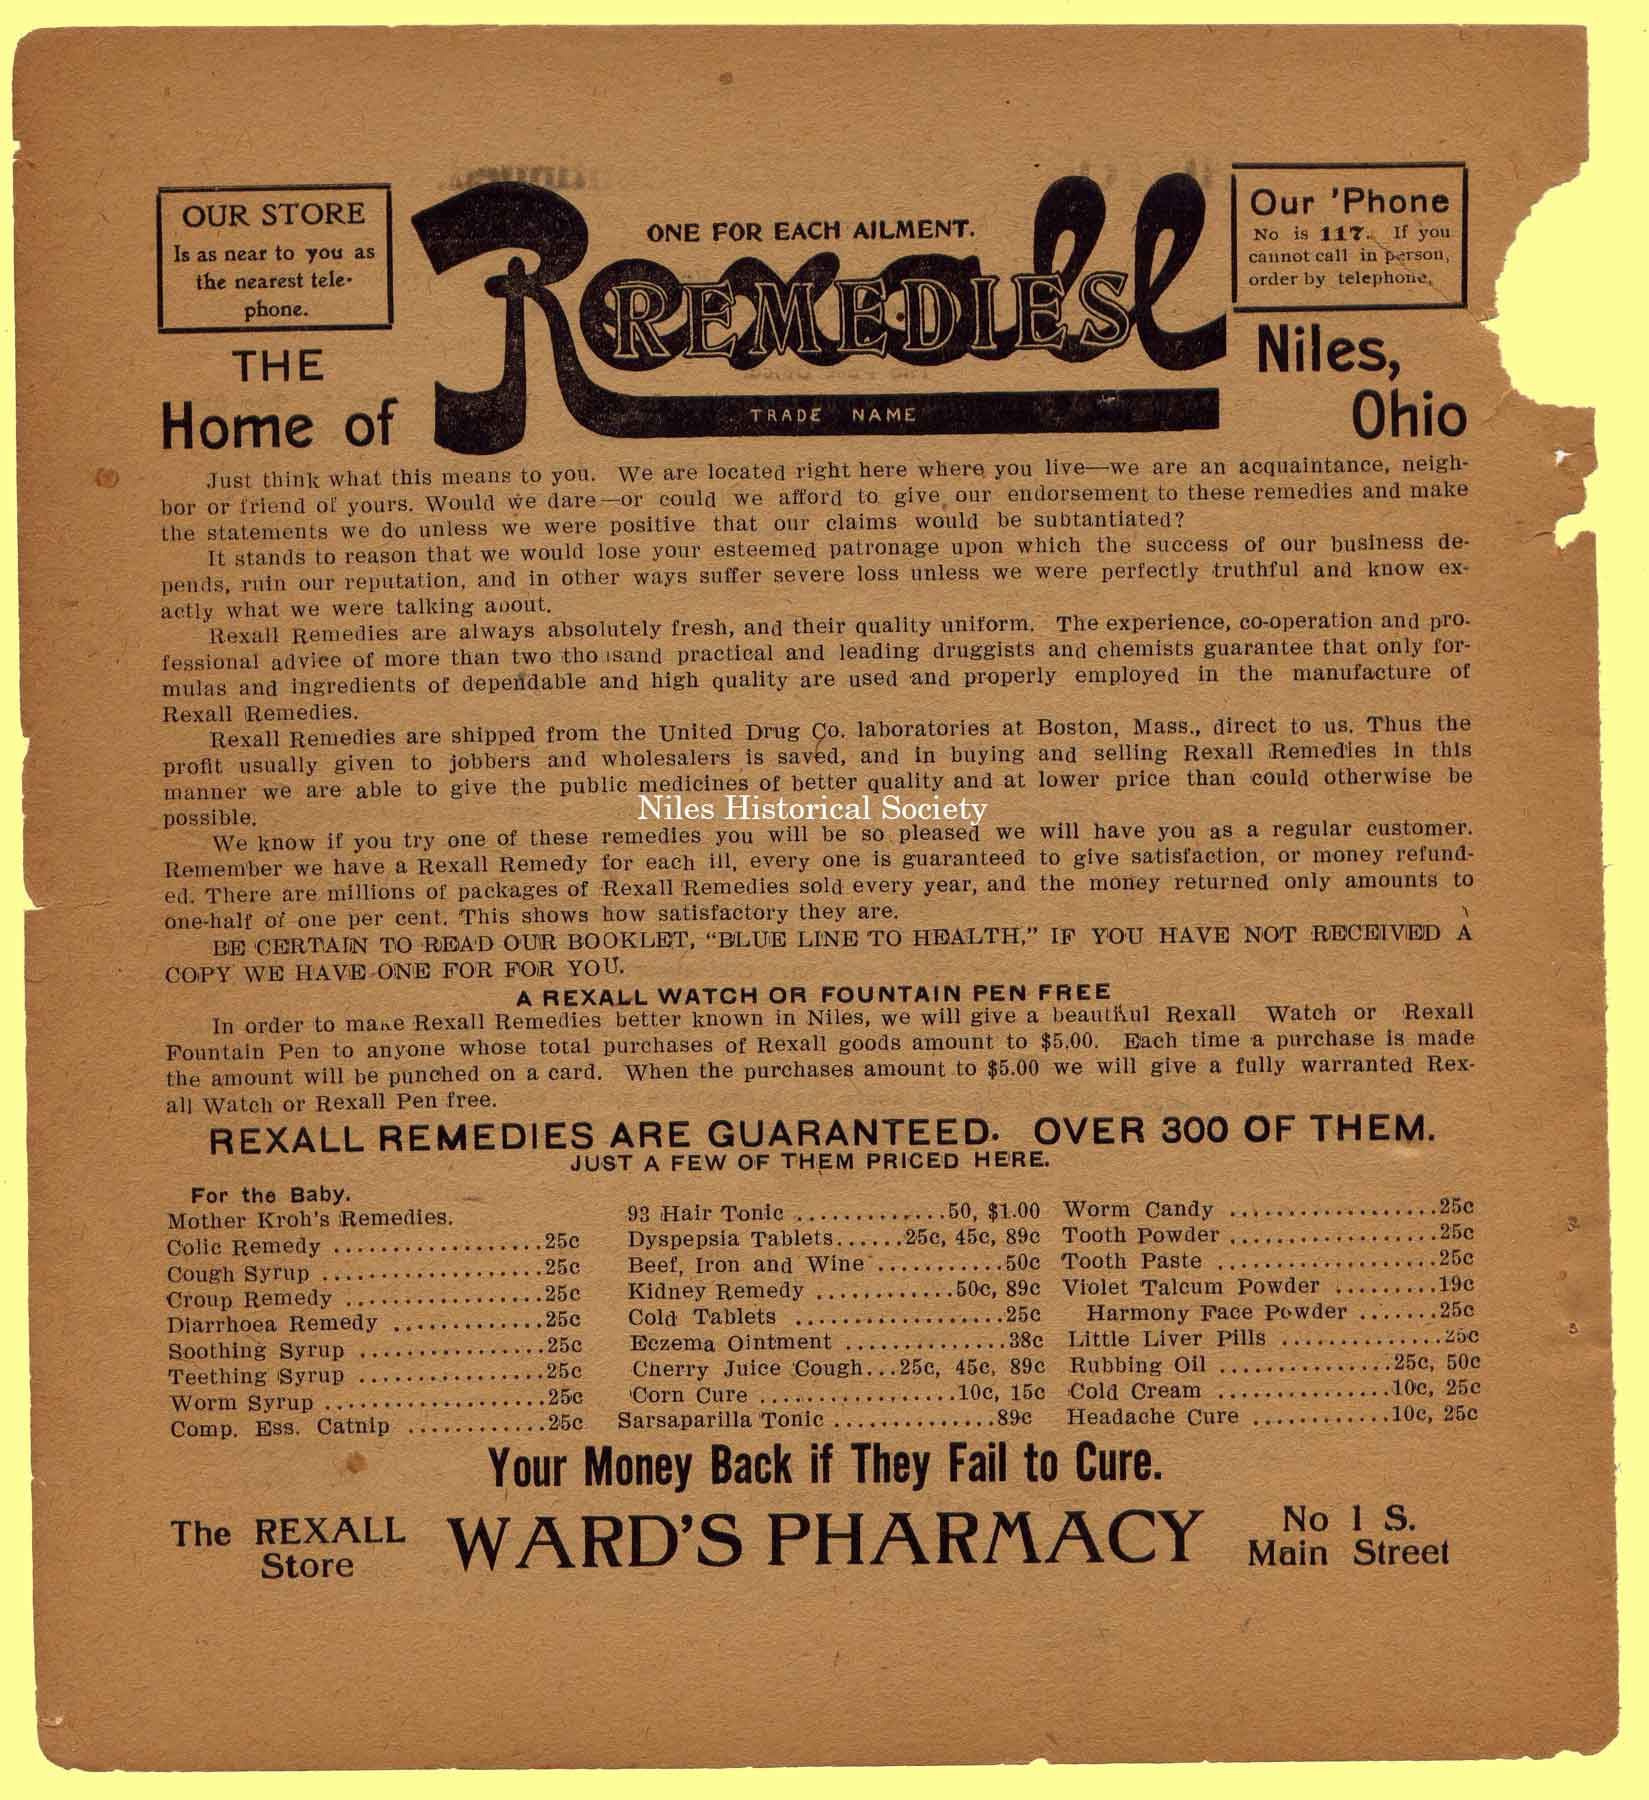 OUR STORE
Is as near to you as
the nearest tele-
phone.
ONE FOR EACH AILMENT.
Rexall
REMEDIES
TRADE NAME
Our 'Phone
No is 117. If you
cannot call in person,
order by telephone.
THE
Home of
Niles,
Ohio
Just think what this means to you. We are located right here where you live—we are an acquaintance, neigh-
bor or friend of yours. Would we dare—or could we afford to give our endorsement to these remedies and make
the statements we do unless we were positive that our claims would be subtantiated?
It stands to reason that we would lose your esteemed patronage upon which the success of our business de-
pends, ruin our reputation, and in other ways suffer severe loss unless we were perfectly truthful and know ex-
actly what we were talking about.
Rexall Remedies are always absolutely fresh, and their quality uniform. The experience, co-operation and pro-
fessional advice of more than two thousand practical and leading druggists and chemists guarantee that only for-
mulas and ingredients of dependable and high quality are used and properly employed in the manufacture of
Rexall Remedies.
Rexall Remedies are shipped from the United Drug Co. laboratories at Boston, Mass., direct to us. Thus the
profit usually given to jobbers and wholesalers is saved, and in buying and selling Rexall Remedies in this
manner we are able to give the public medicines of better quality and at lower price than could otherwise be
possible.
Niles Historical Society
We know if you try one of these remedies you will be so pleased we will have you as a regular customer.
Remember we have a Rexall Remedy for each ill, every one is guaranteed to give satisfaction, or money refund-
ed. There are millions of packages of Rexall Remedies sold every year, and the money returned only amounts to
one-half of one per cent. This shows how satisfactory they are.
BE CERTAIN TO READ OUR BOOKLET, “BLUE LINE TO HEALTH,” IF YOU HAVE NOT RECEIVED A
COPY WE HAVE ONE FOR FOR YOU.
A REXALL WATCH OR FOUNTAIN PEN FREE
In order to make Rexall Remedies better known in Niles, we will give a beautiful Rexall Watch or Rexall
Fountain Pen to anyone whose total purchases of Rexall goods amount to $5.00. Each time a purchase is made
the amount will be punched on a card. When the purchases amount to $5.00 we will give a fully warranted Rex-
all Watch or Rexall Pen free.
REXALL REMEDIES ARE GUARANTEED. OVER 300 OF THEM.
JUST A FEW OF THEM PRICED HERE.
For the Baby.
Mother Kroh's Remedies.
Colic Remedy ..................25c
Cough Syrup ...................25c
Croup Remedy .................25c
Diarrhoea Remedy .............25c
Soothing Syrup ................25c
Teething Syrup ................25c
Worm Syrup ...................25c
Comp. Ess. Catnip ............25c
93 Hair Tonic .............50, $1.00
Dyspepsia Tablets......25c, 45c, 89c
Beef, Iron and Wine ...........50c
Kidney Remedy ............50c, 89c
Cold Tablets ..................25c
Eczema Ointment ..............38c
Cherry Juice Cough...25c, 45c, 89c
Corn Cure .................10c, 15c
Sarsaparilla Tonic ..............89c
Worm Candy ..................25c
Tooth Powder ..................25c
Tooth Paste ...................25c
Violet Talcum Powder .........19c
Harmony Face Powder .......25c
Little Liver Pills ..............25c
Rubbing Oil ...............25c, 50c
Cold Cream ...............10c, 25c
Headache Cure ............10c, 25c
Your Money Back if They Fail to Cure.
The REXALL
Store
WARD'S PHARMACY
No 1 S.
Main Street